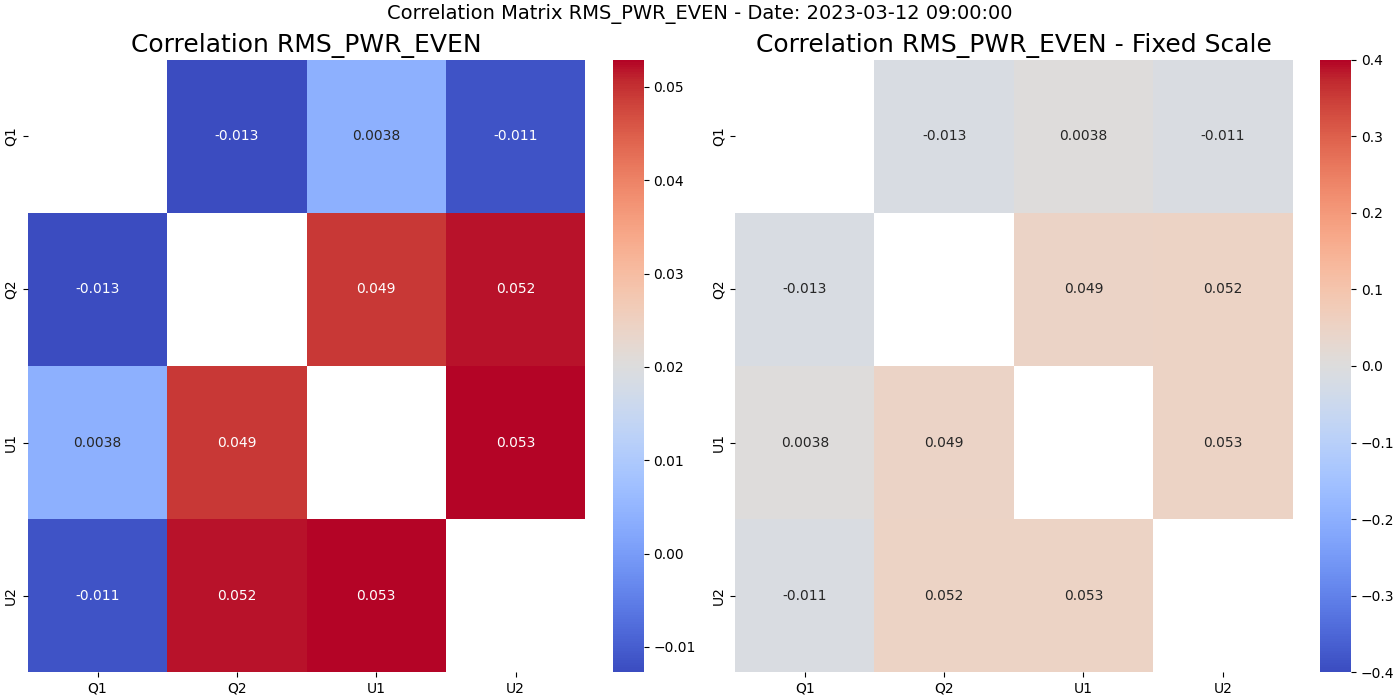 Correlation Matrix RMS_PWR_EVEN - Date: 2023-03-12 09:00:00
Correlation RMS_PWR_EVEN
Q1
-0.013
0.0038
-0.011
Q2
-0.013
0.049
0.052
U1
0.0038
0.049
0.053
U2
-0.011
0.052
0.053
Q1
Q2
U1
U2
0.05
0.04
0.03
0.02
0.01
0.00
−0.01
Correlation RMS_PWR_EVEN - Fixed Scale
Q1
-0.013
0.0038
-0.011
Q2
-0.013
0.049
0.052
U1
0.0038
0.049
0.053
U2
-0.011
0.052
0.053
Q1
Q2
U1
U2
0.4
0.3
0.2
0.1
0.0
−0.1
−0.2
−0.3
−0.4